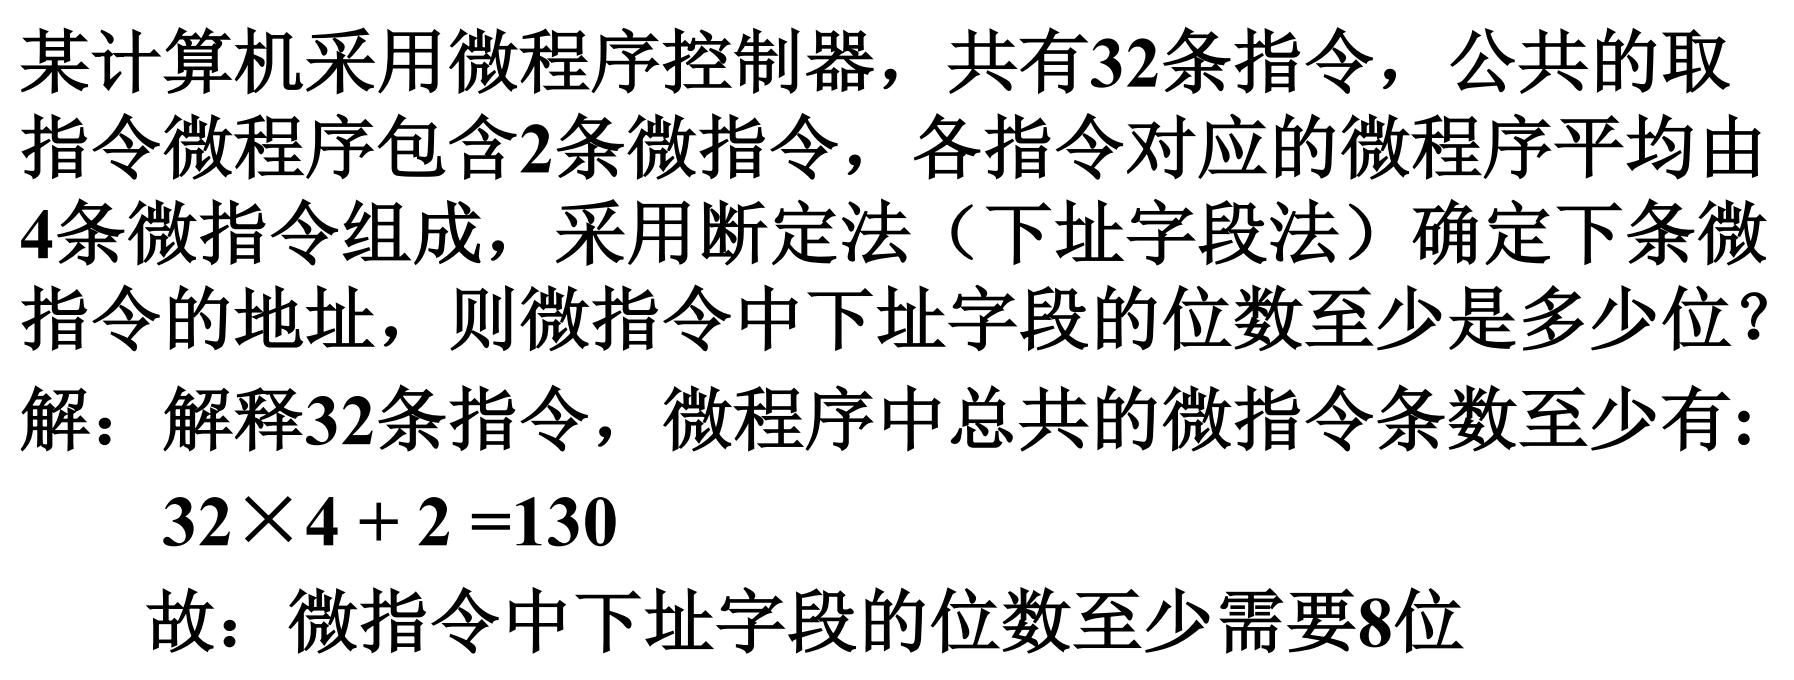 某计算机采用微程序控制器，共有32条指令，公共的取
指令微程序包含2条微指令，各指令对应的微程序平均由
4条微指令组成，采用断定法（下址字段法）确定下条微
指令的地址，则微指令中下址字段的位数至少是多少位？
解：解释32条指令，微程序中总共的微指令条数至少有：
32×4 + 2 =130
故：微指令中下址字段的位数至少需要8位